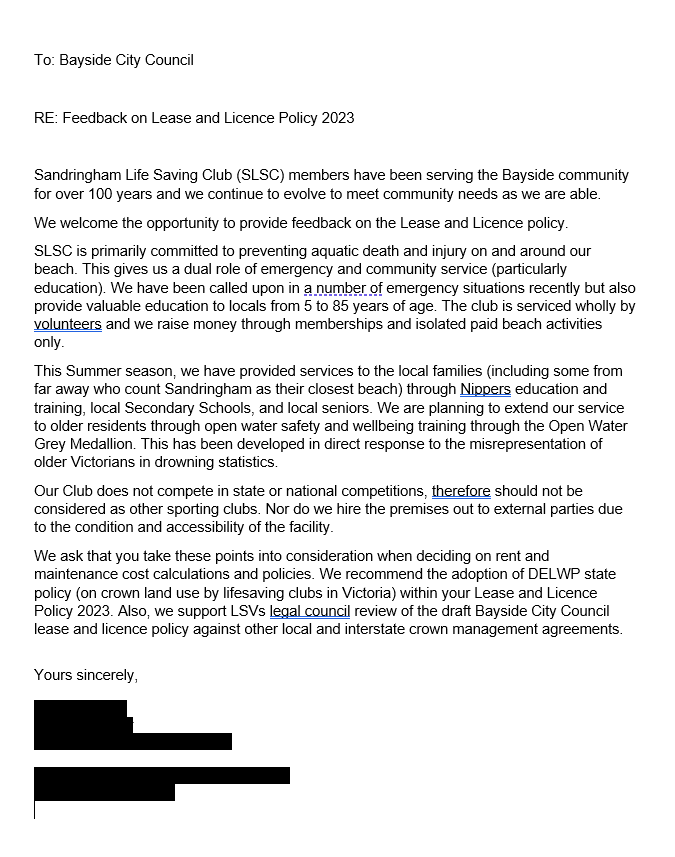 To: Bayside City Council
RE: Feedback on Lease and Licence Policy 2023
Sandringham Life Saving Club (SLSC) members have been serving the Bayside community
for over 100 years and we continue to evolve to meet community needs as we are able.
We welcome the opportunity to provide feedback on the Lease and Licence policy.
SLSC is primarily committed to preventing aquatic death and injury on and around our
beach. This gives us a dual role of emergency and community service (particularly
education). We have been called upon in a number of emergency situations recently but also
provide valuable education to locals from 5 to 85 years of age. The club is serviced wholly by
volunteers and we raise money through memberships and isolated paid beach activities
only.
This Summer season, we have provided services to the local families (including some from
far away who count Sandringham as their closest beach) through Nippers education and
training, local Secondary Schools, and local seniors. We are planning to extend our service
to older residents through open water safety and wellbeing training through the Open Water
Grey Medallion. This has been developed in direct response to the misrepresentation of
older Victorians in drowning statistics.
Our Club does not compete in state or national competitions, therefore should not be
considered as other sporting clubs. Nor do we hire the premises out to external parties due
to the condition and accessibility of the facility.
We ask that you take these points into consideration when deciding on rent and
maintenance cost calculations and policies. We recommend the adoption of DELWP state
policy (on crown land use by lifesaving clubs in Victoria) within your Lease and Licence
Policy 2023. Also, we support LSVs legal council review of the draft Bayside City Council
lease and licence policy against other local and interstate crown management agreements.
Yours sincerely,